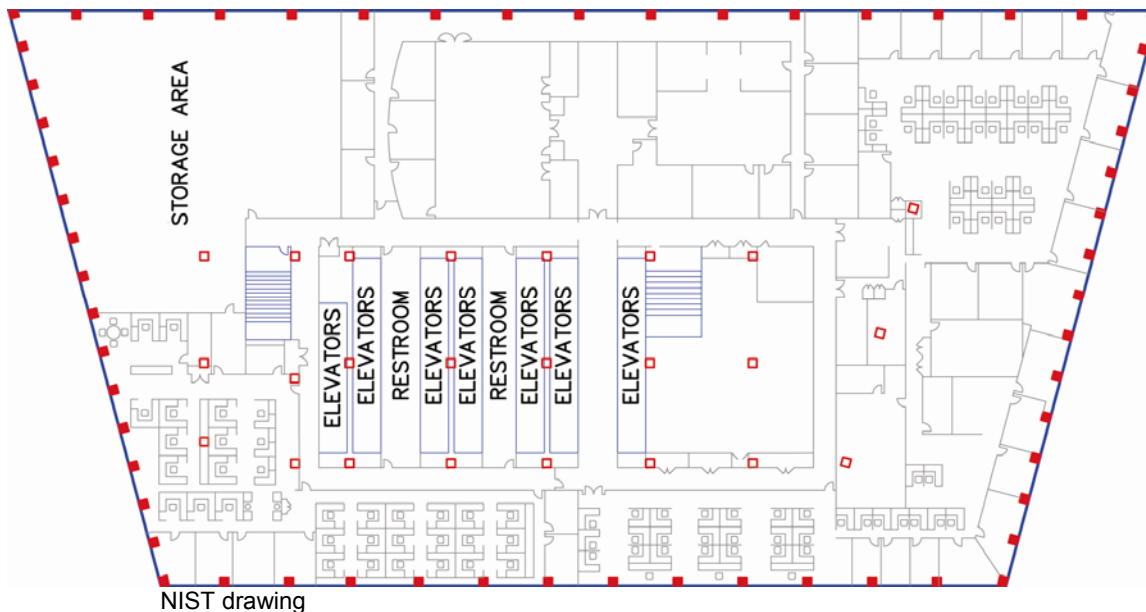 STORAGE AREA
ELEVATORS
ELEVATORS
RESTROOM
ELEVATORS
ELEVATORS
RESTROOM
ELEVATORS
ELEVATORS
ELEVATORS
NIST drawing